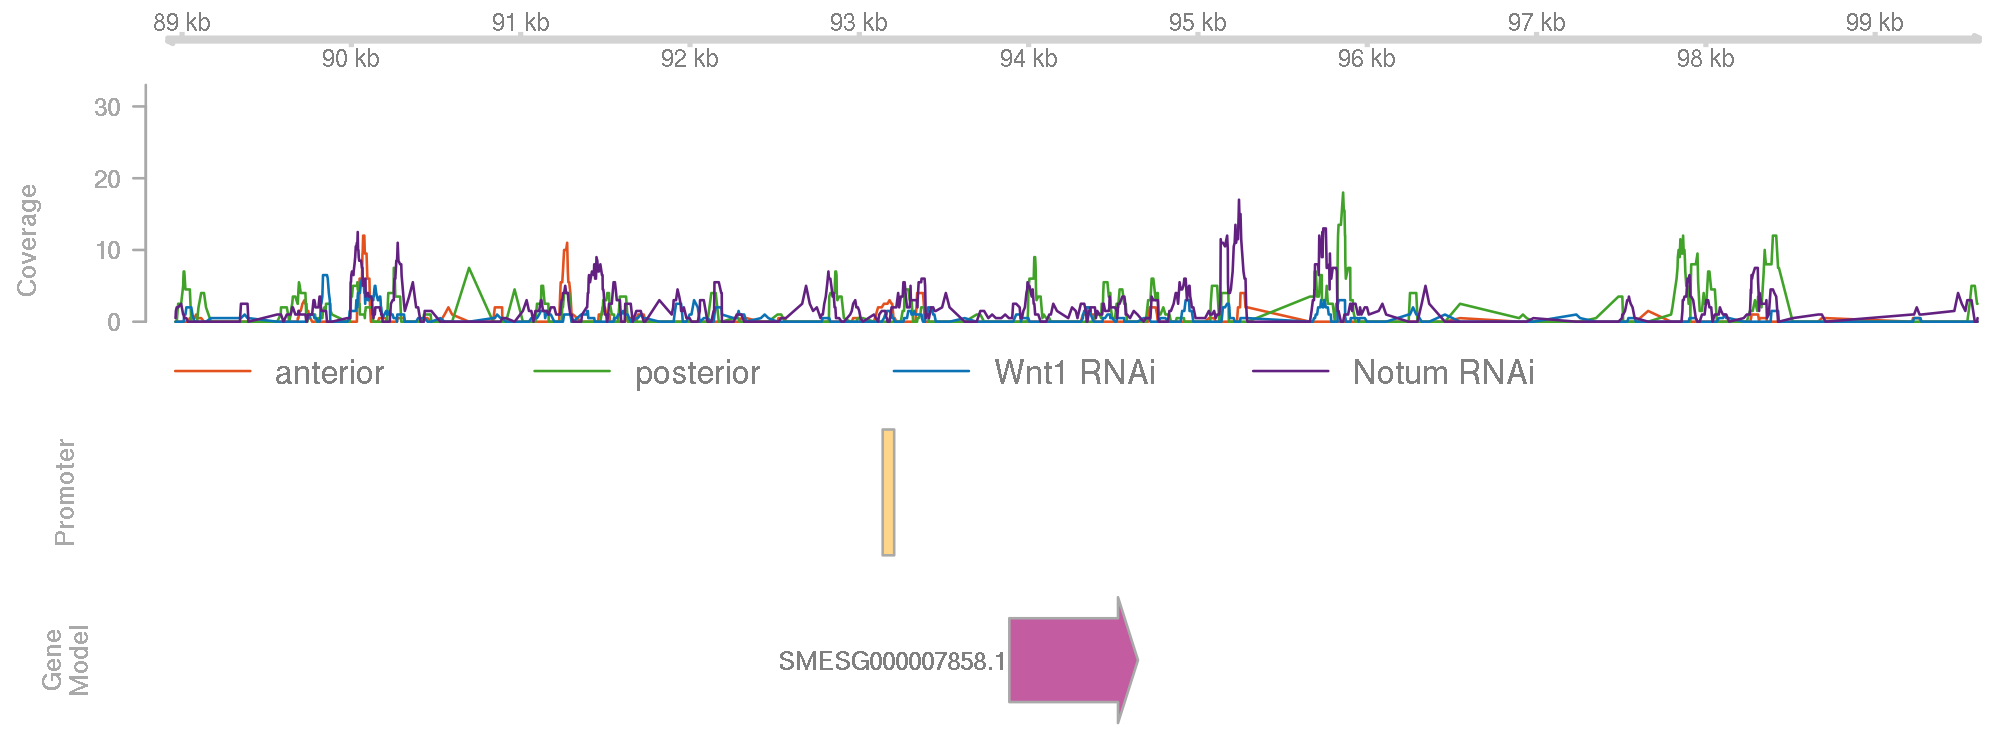 89 kb 91 kb 93 kb 95 kb 97 kb 99 kb
90 kb 92 kb 94 kb 96 kb 98 kb
Coverage
30
20
10
0
anterior posterior Wnt1 RNAi Notum RNAi
Promoter
Gene
Model
SMESG000007858.1